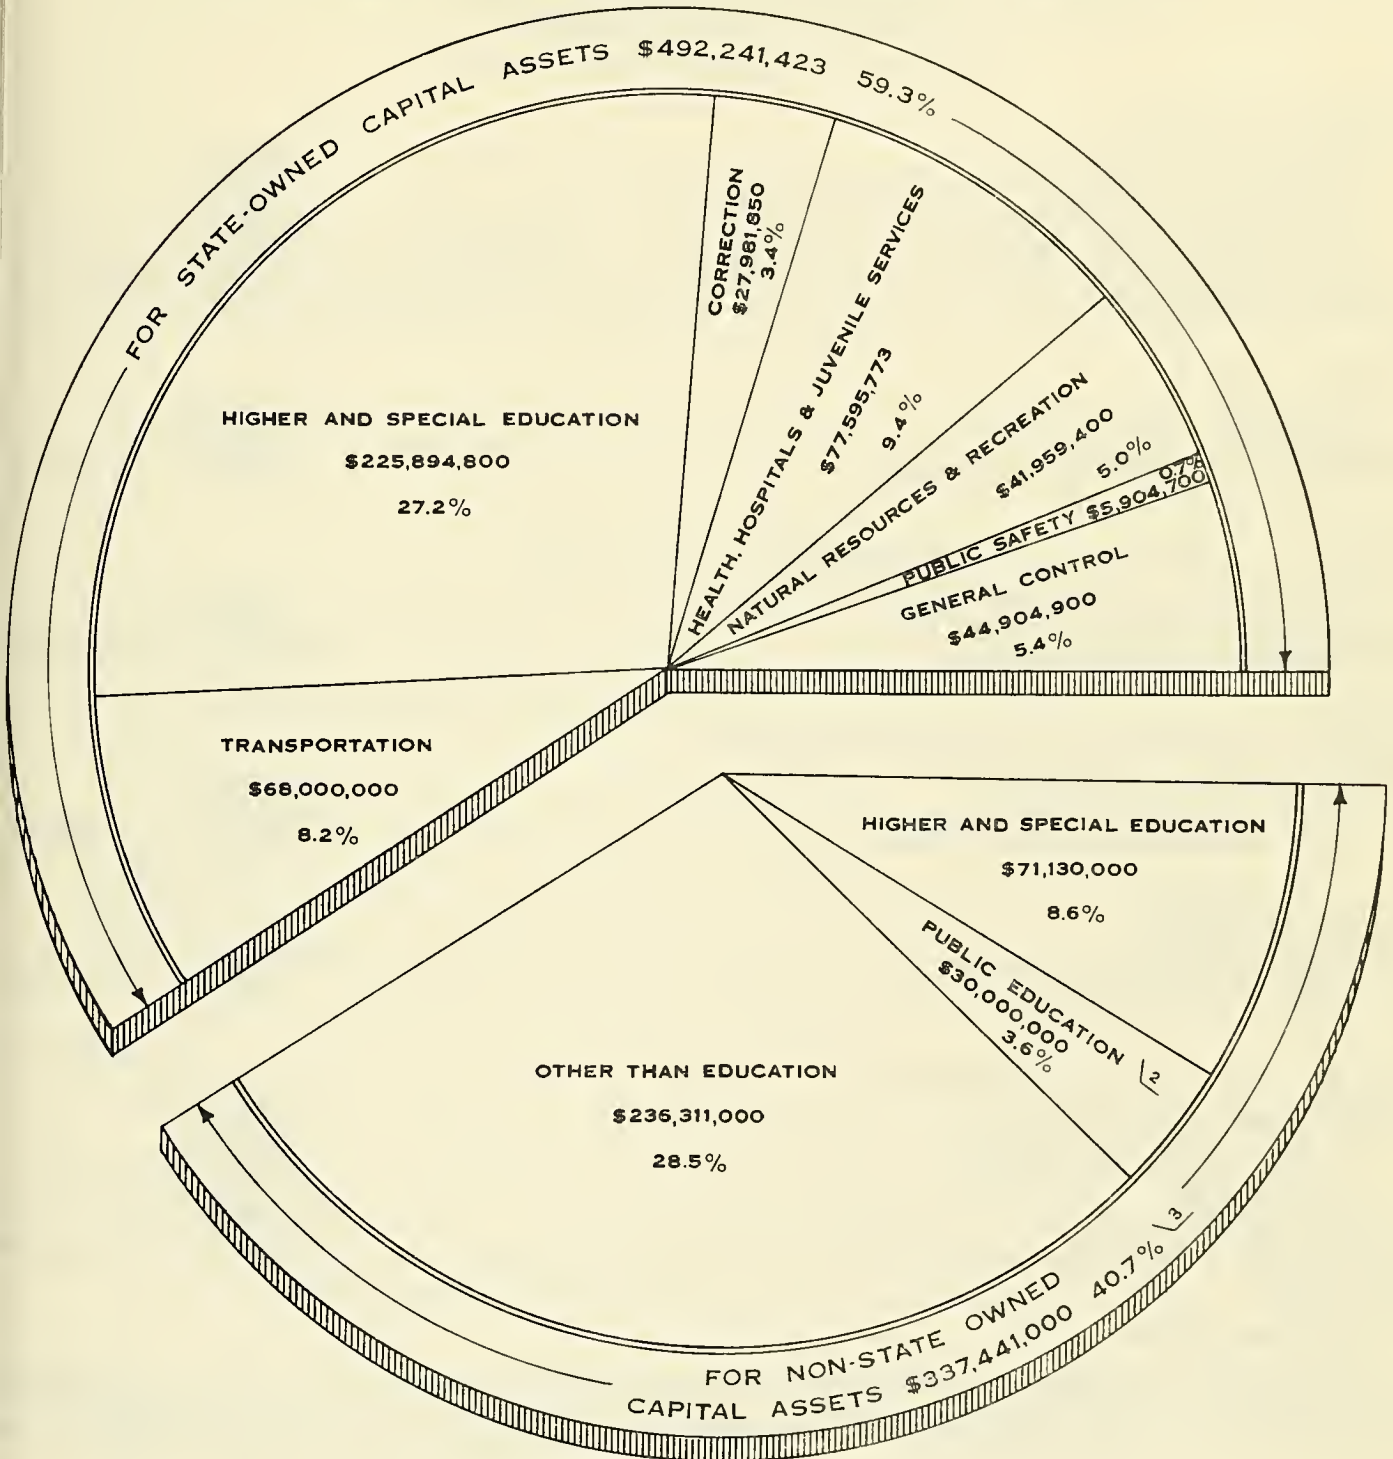 FOR STATE-OWNED CAPITAL ASSETS $492,241,423 59.3%
HIGHER AND SPECIAL EDUCATION
$225,894,800
27.2%
CORRECTION
$27,981,850
3.4%
HEALTH, HOSPITALS & JUVENILE SERVICES
$77,595,773
9.4%
NATURAL RESOURCES & RECREATION
$41,959,400
5.0%
PUBLIC SAFETY $5,904,700
0.7%
GENERAL CONTROL
$44,904,900
5.4%
TRANSPORTATION
$68,000,000
8.2%
HIGHER AND SPECIAL EDUCATION
$71,130,000
8.6%
PUBLIC EDUCATION 2
$30,000,000
3.6%
OTHER THAN EDUCATION
$236,311,000
28.5%
FOR NON-STATE OWNED
CAPITAL ASSETS $337,441,000 40.7% 3